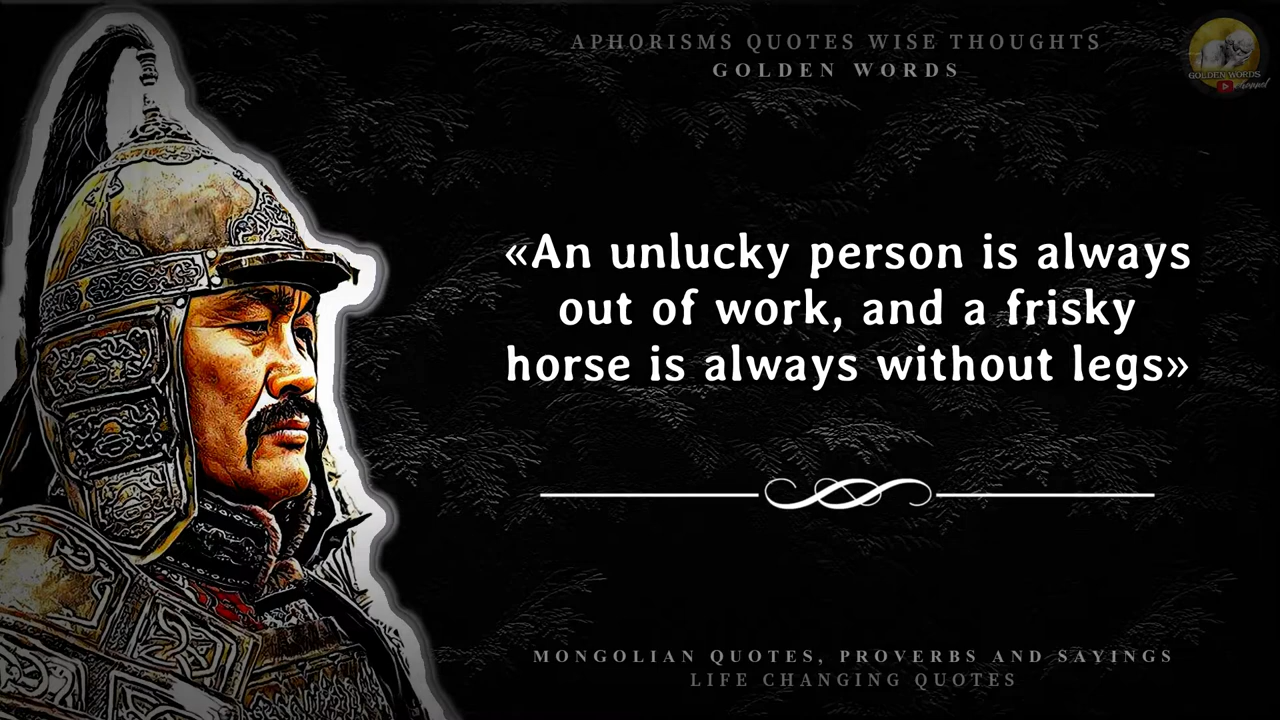 APHORISMS QUOTES WISE THOUGHTS
GOLDEN WORDS
GOLDEN WORDS
channel
«An unlucky person is always
out of work, and a frisky
horse is always without legs»
MONGOLIAN QUOTES, PROVERBS AND SAYINGS
LIFE CHANGING QUOTES